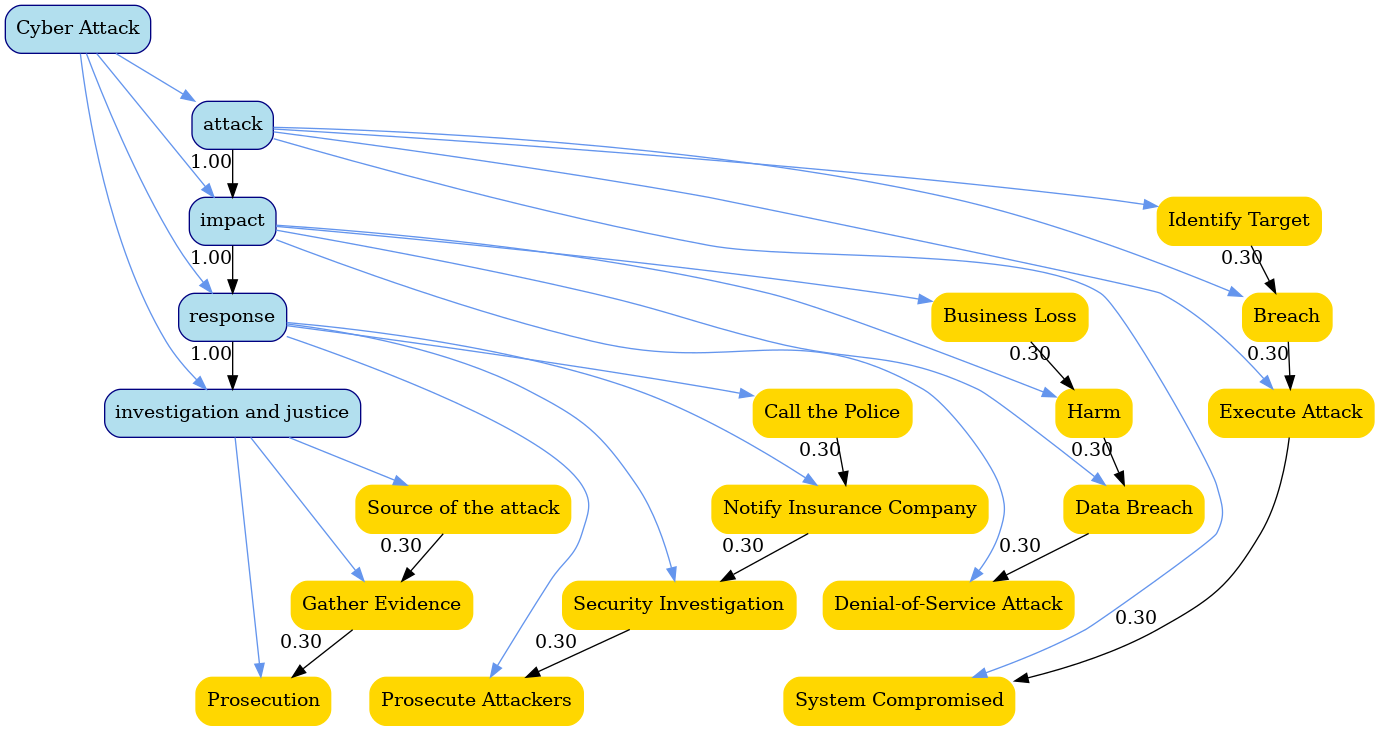 Cyber Attack
attack
1.00
impact
Identify Target
1.00
0.30
response
Business Loss
Breach
1.00
0.30
0.30
investigation and justice
Call the Police
Harm
Execute Attack
0.30
0.30
Source of the attack
Notify Insurance Company
Data Breach
0.30
0.30
0.30
Gather Evidence
Security Investigation
Denial-of-Service Attack
0.30
0.30
0.30
Prosecution
Prosecute Attackers
System Compromised